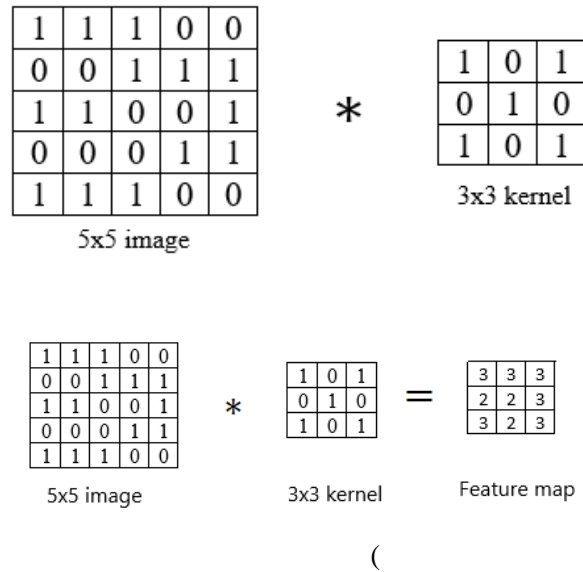 1 1 1 0 0
0 0 1 1 1
1 1 0 0 1
0 0 0 1 1
1 1 1 0 0
5x5 image
*
1 0 1
0 1 0
1 0 1
3x3 kernel
1 1 1 0 0
0 0 1 1 1
1 1 0 0 1
0 0 0 1 1
1 1 1 0 0
5x5 image
*
1 0 1
0 1 0
1 0 1
3x3 kernel
=
3 3 3
2 2 3
3 2 3
Feature map
(